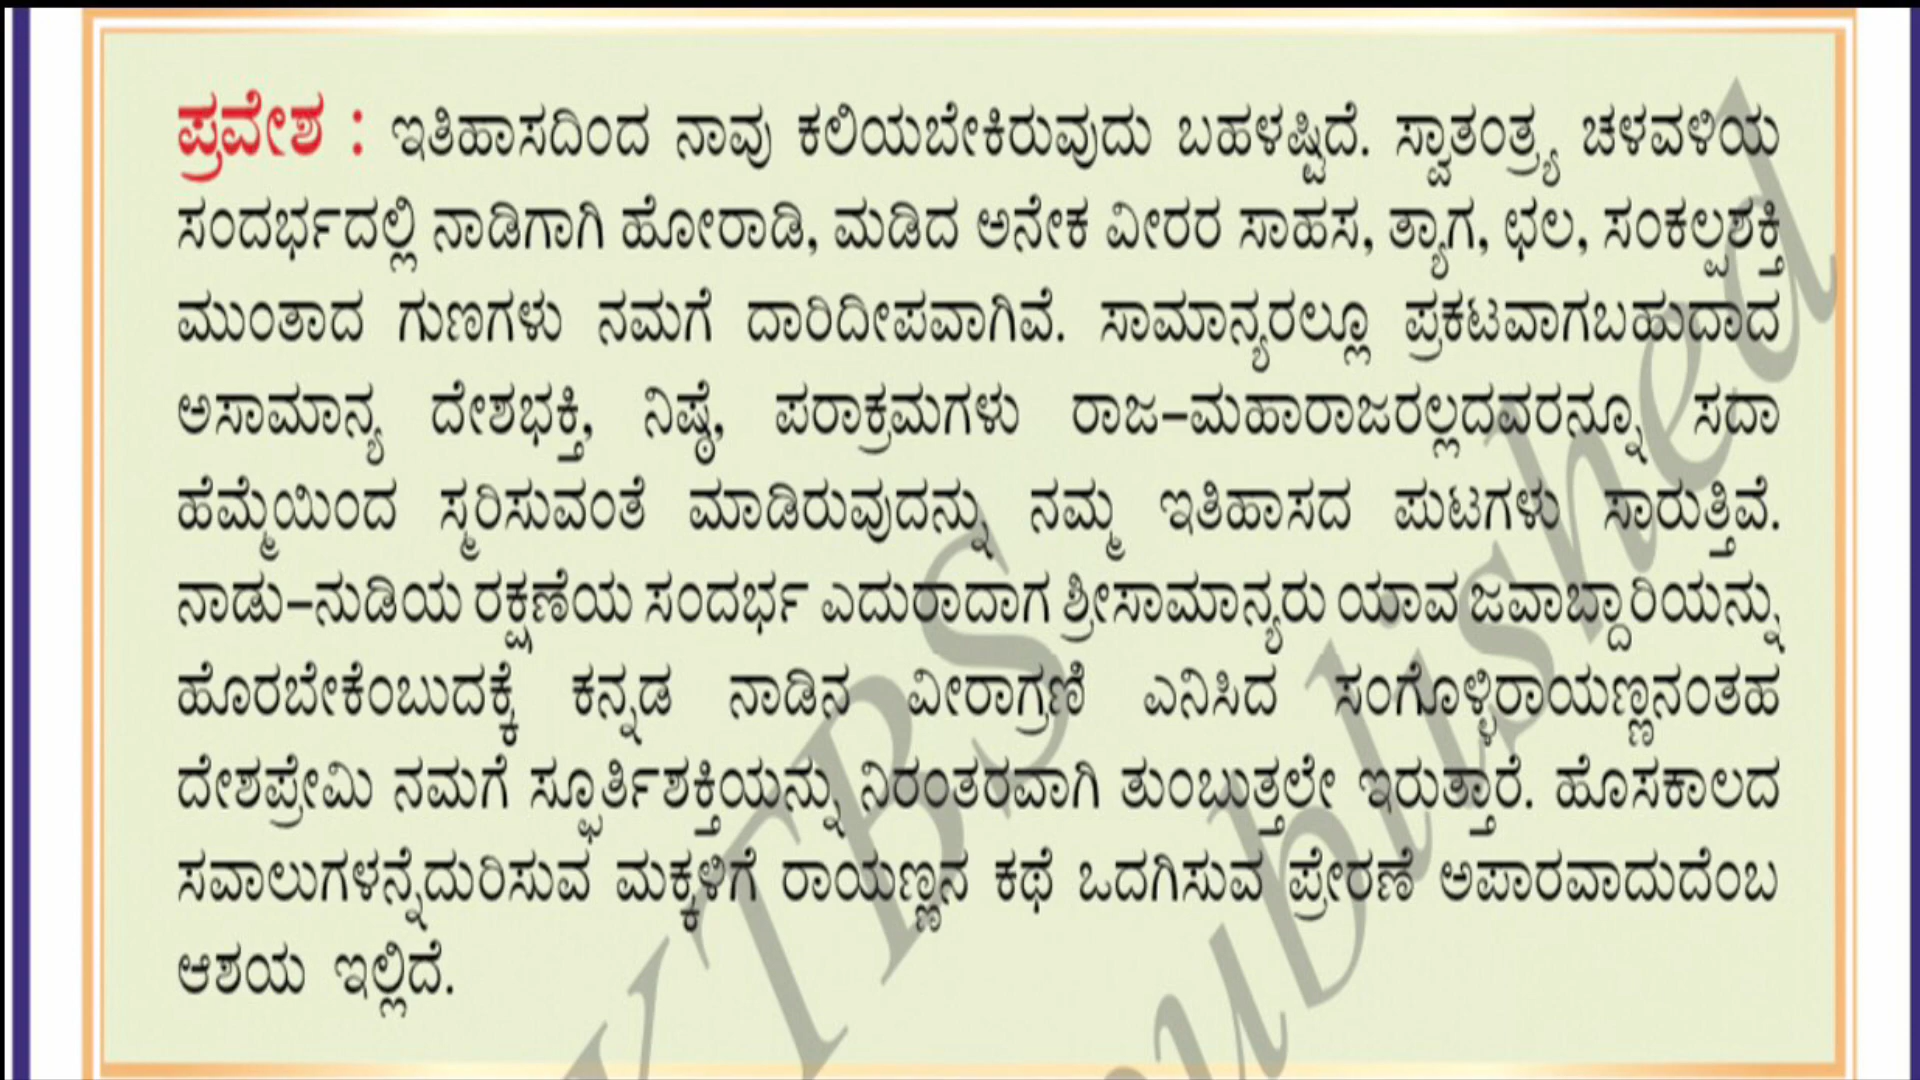 ಪ್ರವೇಶ : ಇತಿಹಾಸದಿಂದ ನಾವು ಕಲಿಯಬೇಕಿರುವುದು ಬಹಳಷ್ಟಿದೆ. ಸ್ವಾತಂತ್ರ್ಯ ಚಳವಳಿಯ
ಸಂದರ್ಭದಲ್ಲಿ ನಾಡಿಗಾಗಿ ಹೋರಾಡಿ, ಮಡಿದ ಅನೇಕ ವೀರರ ಸಾಹಸ, ತ್ಯಾಗ, ಛಲ, ಸಂಕಲ್ಪಶಕ್ತಿ
ಮುಂತಾದ ಗುಣಗಳು ನಮಗೆ ದಾರಿದೀಪವಾಗಿವೆ. ಸಾಮಾನ್ಯರಲ್ಲೂ ಪ್ರಕಟವಾಗಬಹುದಾದ
ಅಸಾಮಾನ್ಯ ದೇಶಭಕ್ತಿ, ನಿಷ್ಠೆ, ಪರಾಕ್ರಮಗಳು ರಾಜ–ಮಹಾರಾಜರಲ್ಲದವರನ್ನೂ ಸದಾ
ಹೆಮ್ಮೆಯಿಂದ ಸ್ಮರಿಸುವಂತೆ ಮಾಡಿರುವುದನ್ನು ನಮ್ಮ ಇತಿಹಾಸದ ಪುಟಗಳು ಸಾರುತ್ತಿವೆ.
ನಾಡು–ನುಡಿಯ ರಕ್ಷಣೆಯ ಸಂದರ್ಭ ಎದುರಾದಾಗ ಶ್ರೀಸಾಮಾನ್ಯರು ಯಾವ ಜವಾಬ್ದಾರಿಯನ್ನು
ಹೊರಬೇಕೆಂಬುದಕ್ಕೆ ಕನ್ನಡ ನಾಡಿನ ವೀರಾಗ್ರಣಿ ಎನಿಸಿದ ಸಂಗೊಳ್ಳಿರಾಯಣ್ಣನಂತಹ
ದೇಶಪ್ರೇಮಿ ನಮಗೆ ಸ್ಫೂರ್ತಿಶಕ್ತಿಯನ್ನು ನಿರಂತರವಾಗಿ ತುಂಬುತ್ತಲೇ ಇರುತ್ತಾರೆ. ಹೊಸಕಾಲದ
ಸವಾಲುಗಳನ್ನೆದುರಿಸುವ ಮಕ್ಕಳಿಗೆ ರಾಯಣ್ಣನ ಕಥೆ ಒದಗಿಸುವ ಪ್ರೇರಣೆ ಅಪಾರವಾದುದೆಂಬ
ಆಶಯ ಇಲ್ಲಿದೆ.
KTBS
ublished